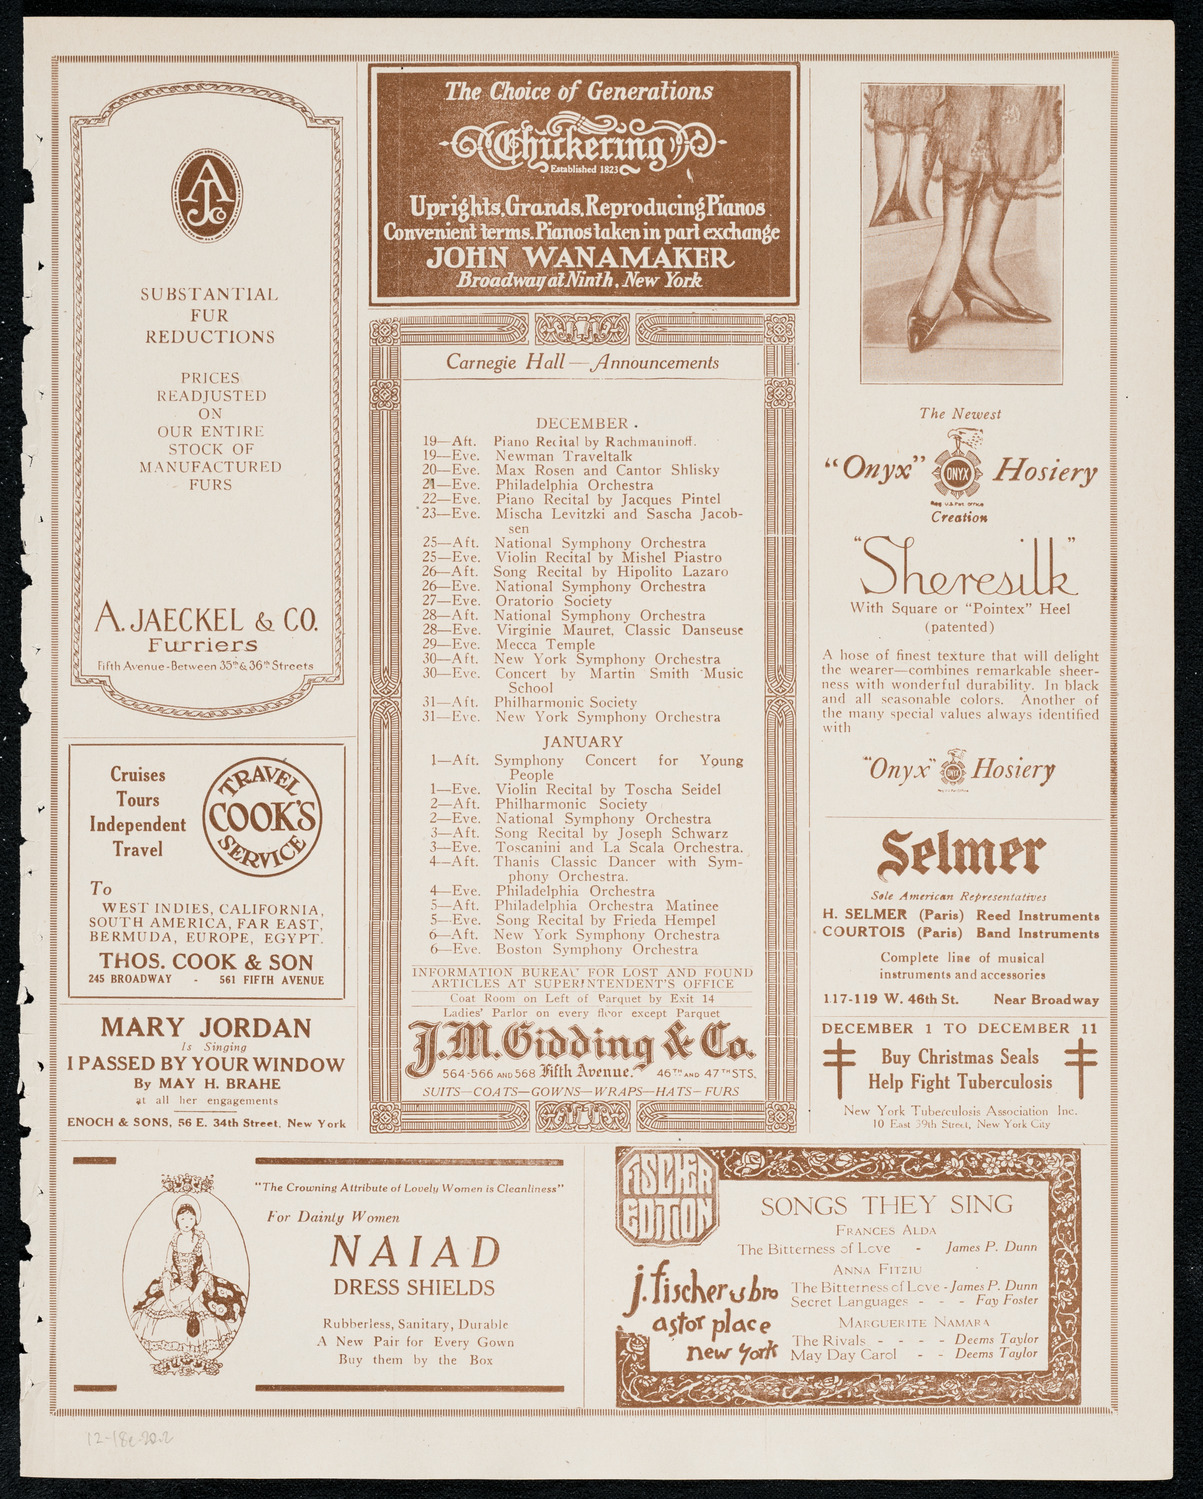 AJCo
SUBSTANTIAL
FUR
REDUCTIONS
PRICES
READJUSTED
ON
OUR ENTIRE
STOCK OF
MANUFACTURED
FURS
A. JAECKEL & CO.
Furriers
Fifth Avenue-Between 35th & 36th Streets
Cruises
Tours
Independent
Travel
TRAVEL
COOK'S
SERVICE
To
WEST INDIES, CALIFORNIA,
SOUTH AMERICA, FAR EAST,
BERMUDA, EUROPE, EGYPT.
THOS. COOK & SON
245 BROADWAY - 561 FIFTH AVENUE
MARY JORDAN
Is Singing
I PASSED BY YOUR WINDOW
By MAY H. BRAHE
at all her engagements
ENOCH & SONS, 56 E. 34th Street, New York
The Choice of Generations
Chickering
Established 1823
Uprights, Grands, Reproducing Pianos
Convenient terms. Pianos taken in part exchange
JOHN WANAMAKER
Broadway at Ninth, New York
Carnegie Hall — Announcements
DECEMBER.
19—Aft. Piano Recital by Rachmaninoff.
19—Eve. Newman Traveltalk
20—Eve. Max Rosen and Cantor Shlisky
21—Eve. Philadelphia Orchestra
22—Eve. Piano Recital by Jacques Pintel
23—Eve. Mischa Levitzki and Sascha Jacob-
sen
25—Aft. National Symphony Orchestra
25—Eve. Violin Recital by Mishel Piastro
26—Aft. Song Recital by Hipolito Lazaro
26—Eve. National Symphony Orchestra
27—Eve. Oratorio Society
28—Aft. National Symphony Orchestra
28—Eve. Virginie Mauret, Classic Danseuse
29—Eve. Mecca Temple
30—Aft. New York Symphony Orchestra
30—Eve. Concert by Martin Smith Music
School
31—Aft. Philharmonic Society
31—Eve. New York Symphony Orchestra
JANUARY
1—Aft. Symphony Concert for Young
People
1—Eve. Violin Recital by Toscha Seidel
2—Aft. Philharmonic Society
2—Eve. National Symphony Orchestra
3—Aft. Song Recital by Joseph Schwarz
3—Eve. Toscanini and La Scala Orchestra.
4—Aft. Thanis Classic Dancer with Sym-
phony Orchestra.
4—Eve. Philadelphia Orchestra
5—Aft. Philadelphia Orchestra Matinee
5—Eve. Song Recital by Frieda Hempel
6—Aft. New York Symphony Orchestra
6—Eve. Boston Symphony Orchestra
INFORMATION BUREAU FOR LOST AND FOUND
ARTICLES AT SUPERINTENDENT'S OFFICE
Coat Room on Left of Parquet by Exit 14
Ladies' Parlor on every floor except Parquet
J.M. Gidding & Co.
564-566 AND 568 Fifth Avenue. 46TH AND 47TH STS.
SUITS—COATS—GOWNS—WRAPS—HATS—FURS
The Newest
"Onyx" ONYX Hosiery
Reg U.S. Pat. Office
Creation
"Sheresilk"
With Square or "Pointex" Heel
(patented)
A hose of finest texture that will delight
the wearer—combines remarkable sheer-
ness with wonderful durability. In black
and all seasonable colors. Another of
the many special values always identified
with
"Onyx" Hosiery
Selmer
Sole American Representatives
H. SELMER (Paris) Reed Instruments
COURTOIS (Paris) Band Instruments
Complete line of musical
instruments and accessories
117-119 W. 46th St. Near Broadway
DECEMBER 1 TO DECEMBER 11
Buy Christmas Seals
Help Fight Tuberculosis
New York Tuberculosis Association Inc.
10 East 39th Street, New York City
"The Crowning Attribute of Lovely Women is Cleanliness"
For Dainty Women
NAIAD
DRESS SHIELDS
Rubberless, Sanitary, Durable
A New Pair for Every Gown
Buy them by the Box
FISCHER
EDITION
j. fischer & bro
astor place
new york
SONGS THEY SING
FRANCES ALDA
The Bitterness of Love - James P. Dunn
ANNA FITZIU
The Bitterness of Love - James P. Dunn
Secret Languages - - - Fay Foster
MARGUERITE NAMARA
The Rivals - - - - Deems Taylor
May Day Carol - - Deems Taylor